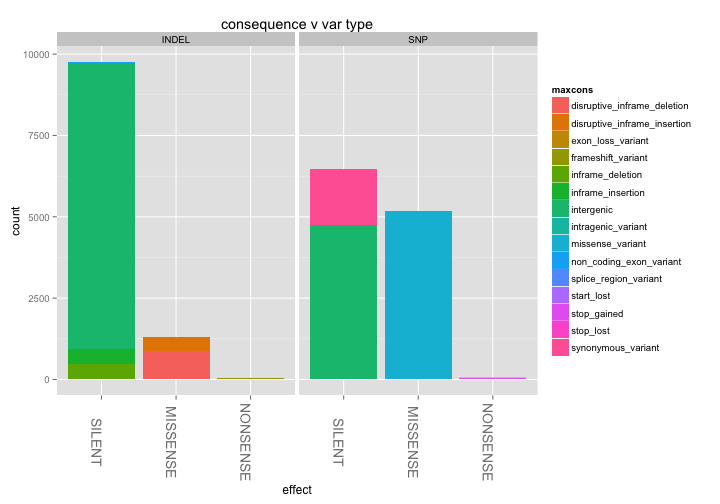 consequence v var type
INDEL
SNP
10000
7500
5000
2500
0
count
SILENT
MISSENSE
NONSENSE
SILENT
MISSENSE
NONSENSE
effect
maxcons
disruptive_inframe_deletion
disruptive_inframe_insertion
exon_loss_variant
frameshift_variant
inframe_deletion
inframe_insertion
intergenic
intragenic_variant
missense_variant
non_coding_exon_variant
splice_region_variant
start_lost
stop_gained
stop_lost
synonymous_variant